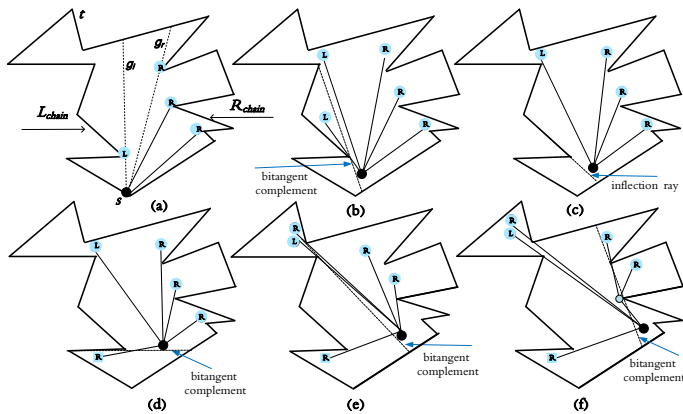 t
g_r
g_l
R
L
L_chain
R_chain
R
R
s
(a)
L
R
R
L
R
bitangent
complement
(b)
L
R
R
R
inflection ray
(c)
L
R
R
R
R
bitangent
complement
(d)
R
L
R
R
R
bitangent
complement
(e)
R
L
R
R
R
bitangent
complement
(f)